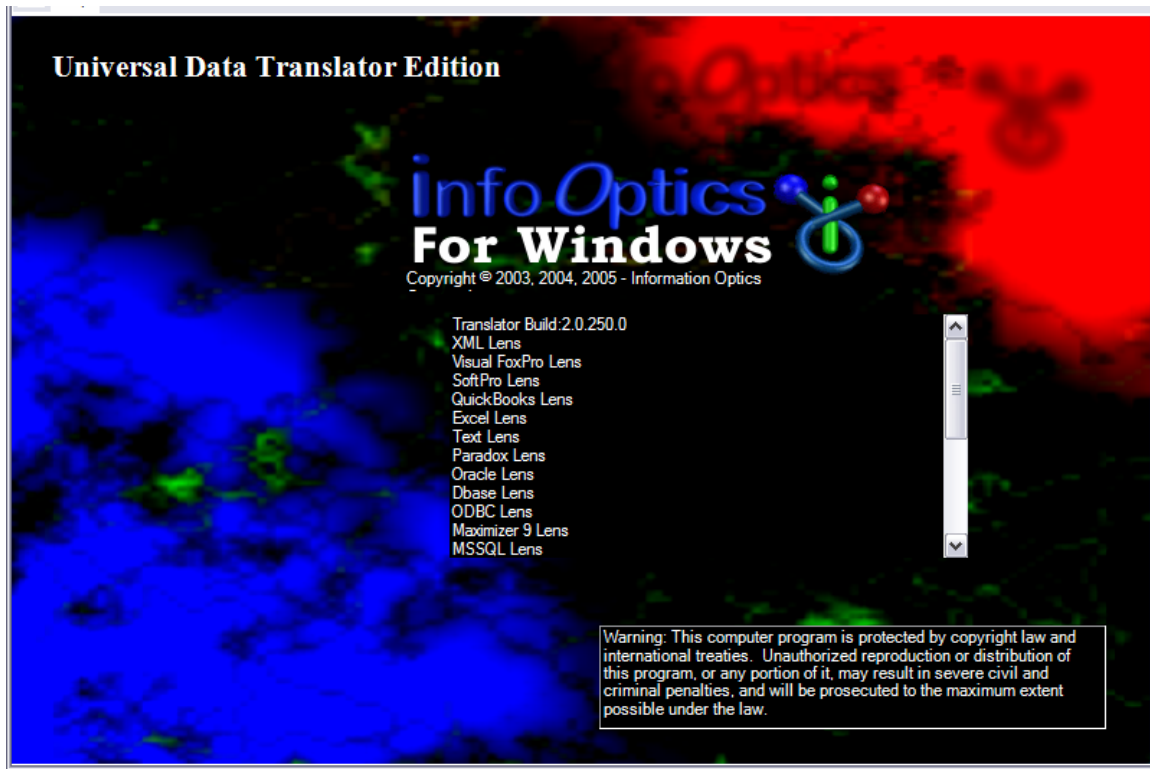 Universal Data Translator Edition
Optics
info Optics
For Windows
Copyright © 2003, 2004, 2005 - Information Optics
Translator Build:2.0.250.0
XML Lens
Visual FoxPro Lens
SoftPro Lens
QuickBooks Lens
Excel Lens
Text Lens
Paradox Lens
Oracle Lens
Dbase Lens
ODBC Lens
Maximizer 9 Lens
MSSQL Lens
Warning: This computer program is protected by copyright law and
international treaties.  Unauthorized reproduction or distribution of
this program, or any portion of it, may result in severe civil and
criminal penalties, and will be prosecuted to the maximum extent
possible under the law.